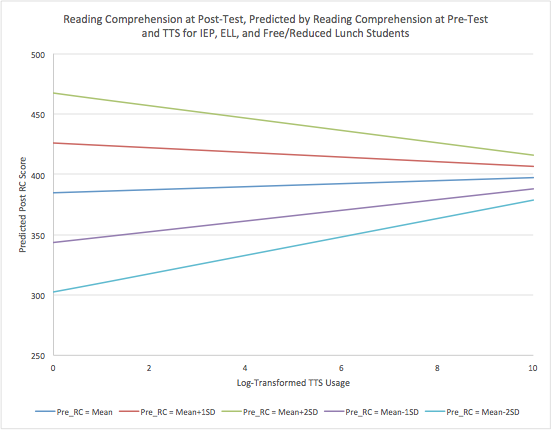 Reading Comprehension at Post-Test, Predicted by Reading Comprehension at Pre-Test
and TTS for IEP, ELL, and Free/Reduced Lunch Students
500
450
400
350
300
250
Predicted Post RC Score
0 2 4 6 8 10
Log-Transformed TTS Usage
Pre_RC = Mean Pre_RC = Mean+1SD Pre_RC = Mean+2SD Pre_RC = Mean-1SD Pre_RC = Mean-2SD